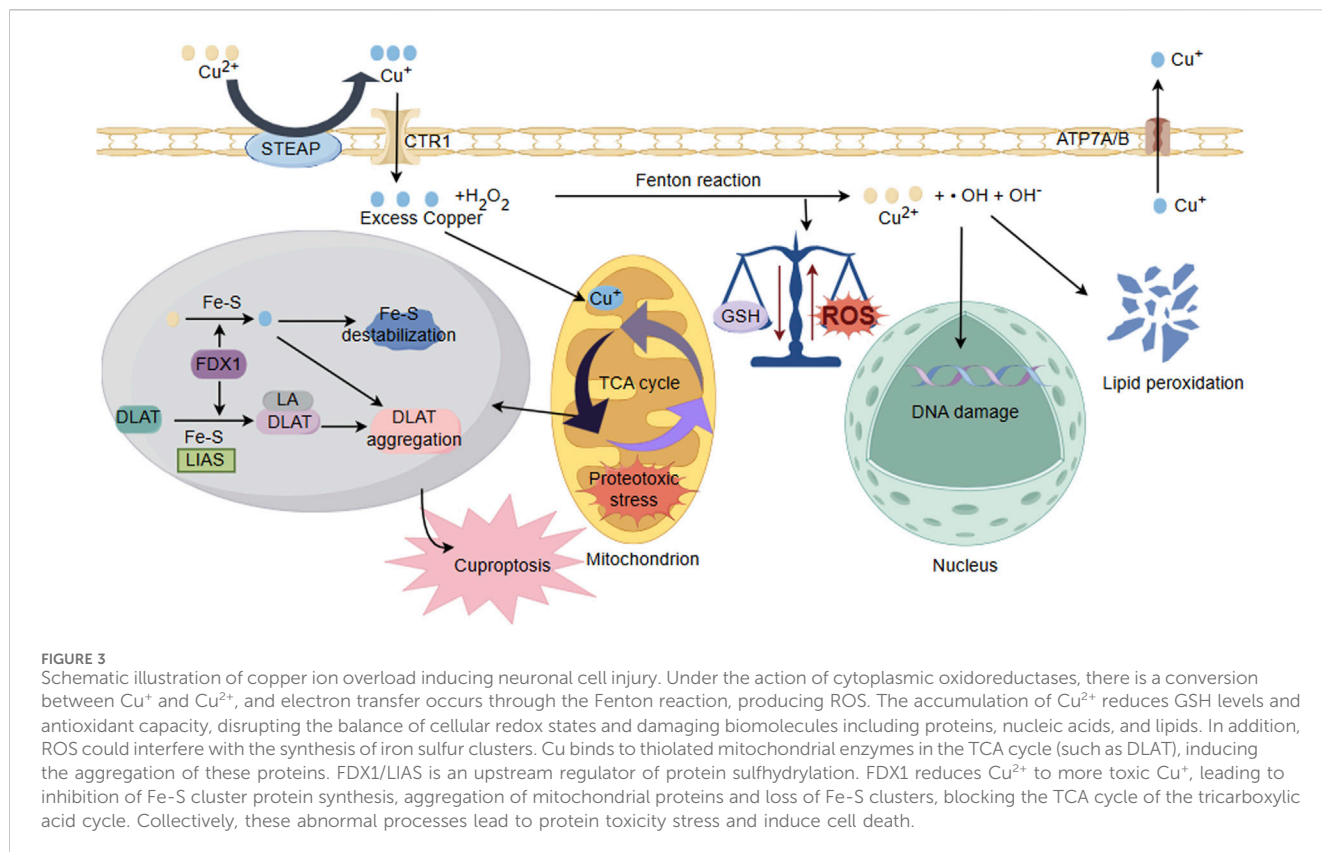 Cu²⁺
Cu⁺
STEAP
CTR1
ATP7A/B
Cu⁺
Cu⁺
Excess Copper
+H₂O₂
Fenton reaction
Cu²⁺
+ • OH + OH⁻
Fe-S
Fe-S
destabilization
FDX1
DLAT
Fe-S
LIAS
LA
DLAT
DLAT
aggregation
Cuproptosis
Cu⁺
TCA cycle
Proteotoxic
stress
Mitochondrion
GSH
ROS
DNA damage
Nucleus
Lipid peroxidation
FIGURE 3
Schematic illustration of copper ion overload inducing neuronal cell injury. Under the action of cytoplasmic oxidoreductases, there is a conversion
between Cu⁺ and Cu²⁺, and electron transfer occurs through the Fenton reaction, producing ROS. The accumulation of Cu²⁺ reduces GSH levels and
antioxidant capacity, disrupting the balance of cellular redox states and damaging biomolecules including proteins, nucleic acids, and lipids. In addition,
ROS could interfere with the synthesis of iron sulfur clusters. Cu binds to thiolated mitochondrial enzymes in the TCA cycle (such as DLAT), inducing
the aggregation of these proteins. FDX1/LIAS is an upstream regulator of protein sulfhydrylation. FDX1 reduces Cu²⁺ to more toxic Cu⁺, leading to
inhibition of Fe-S cluster protein synthesis, aggregation of mitochondrial proteins and loss of Fe-S clusters, blocking the TCA cycle of the tricarboxylic
acid cycle. Collectively, these abnormal processes lead to protein toxicity stress and induce cell death.